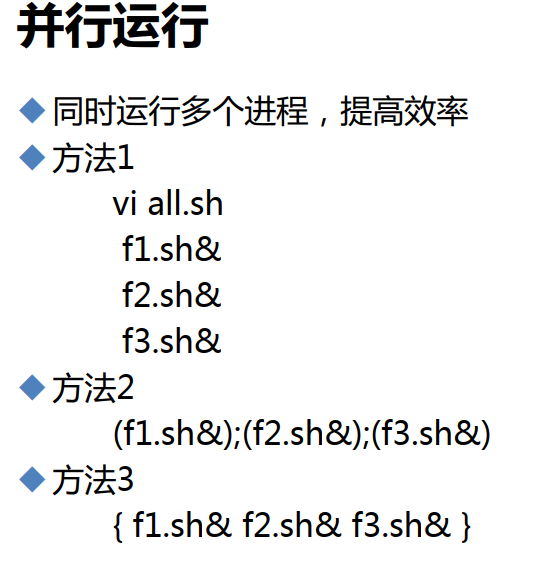 并行运行
同时运行多个进程，提高效率
方法1
vi all.sh
f1.sh&
f2.sh&
f3.sh&
方法2
(f1.sh&);(f2.sh&);(f3.sh&)
方法3
{ f1.sh& f2.sh& f3.sh& }